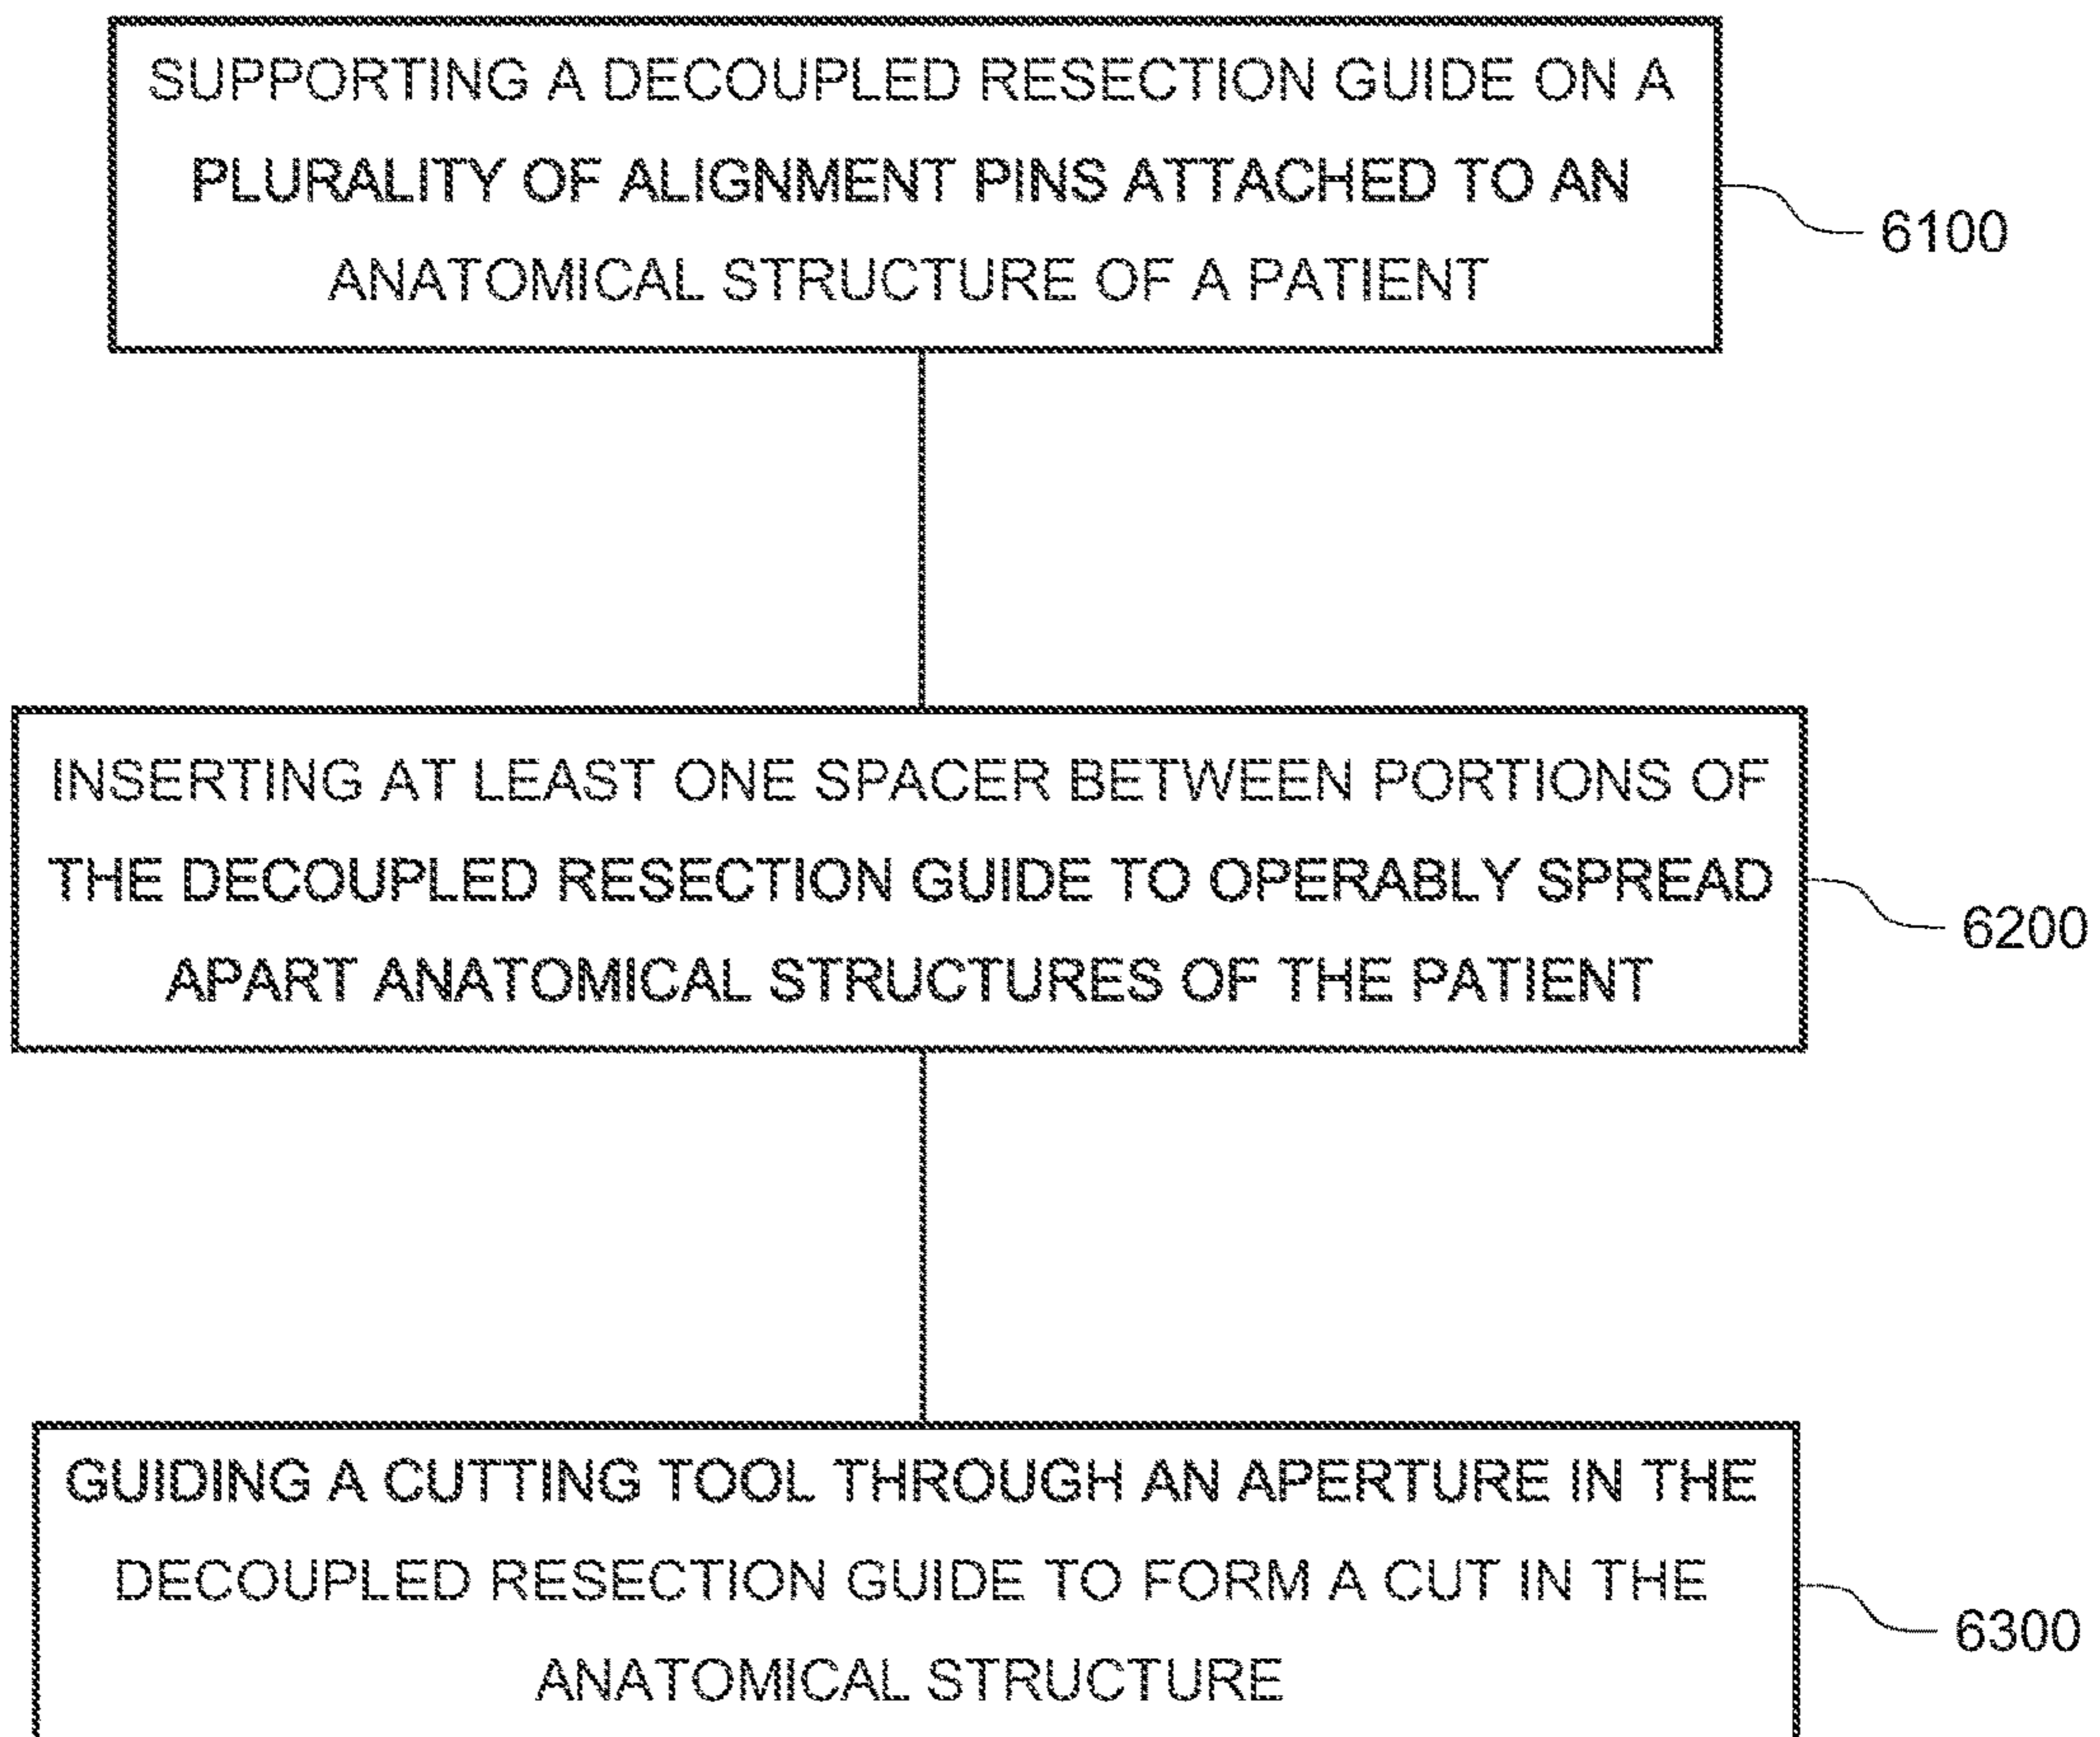 SUPPORTING A DECOUPLED RESECTION GUIDE ON A
PLURALITY OF ALIGNMENT PINS ATTACHED TO AN
ANATOMICAL STRUCTURE OF A PATIENT
6100
INSERTING AT LEAST ONE SPACER BETWEEN PORTIONS OF
THE DECOUPLED RESECTION GUIDE TO OPERABLY SPREAD
APART ANATOMICAL STRUCTURES OF THE PATIENT
6200
GUIDING A CUTTING TOOL THROUGH AN APERTURE IN THE
DECOUPLED RESECTION GUIDE TO FORM A CUT IN THE
ANATOMICAL STRUCTURE
6300